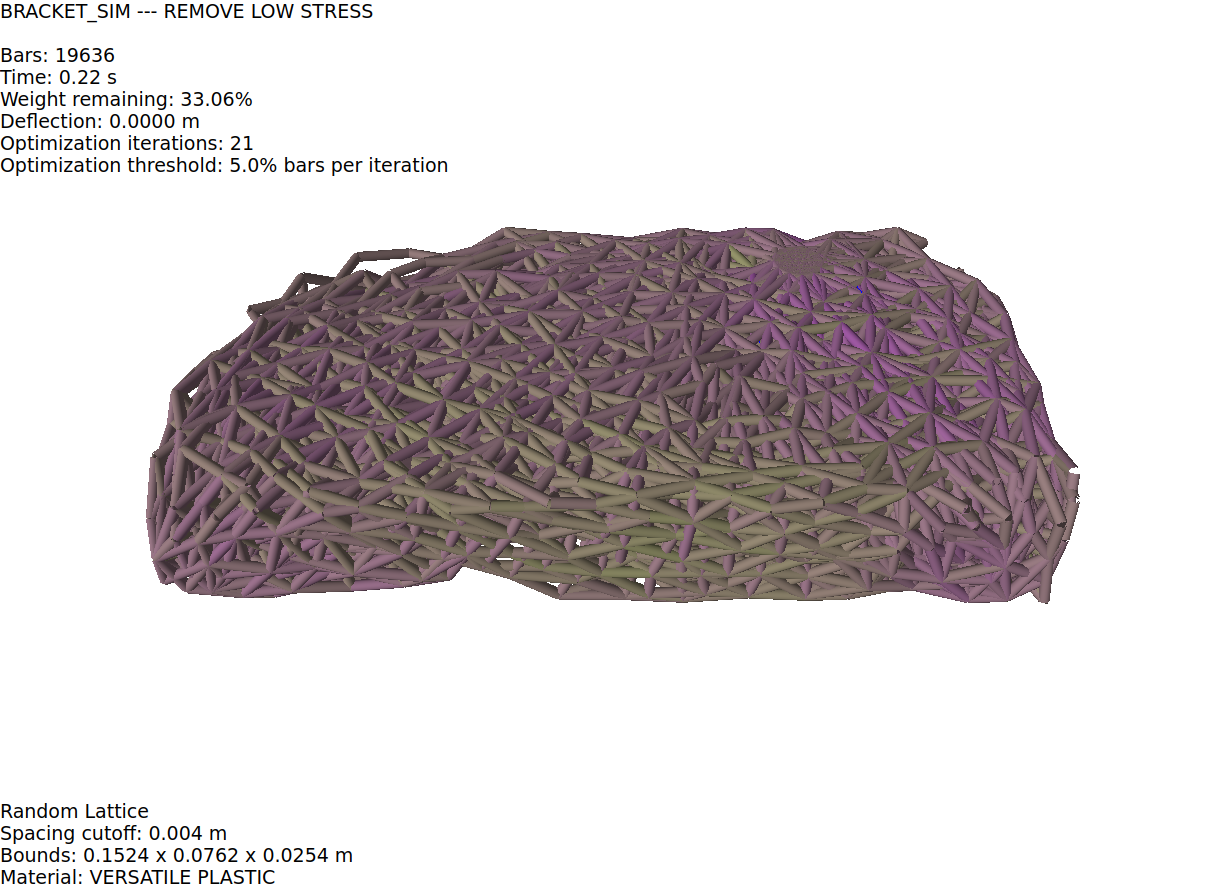 BRACKET_SIM --- REMOVE LOW STRESS
Bars: 19636
Time: 0.22 s
Weight remaining: 33.06%
Deflection: 0.0000 m
Optimization iterations: 21
Optimization threshold: 5.0% bars per iteration
Random Lattice
Spacing cutoff: 0.004 m
Bounds: 0.1524 x 0.0762 x 0.0254 m
Material: VERSATILE PLASTIC